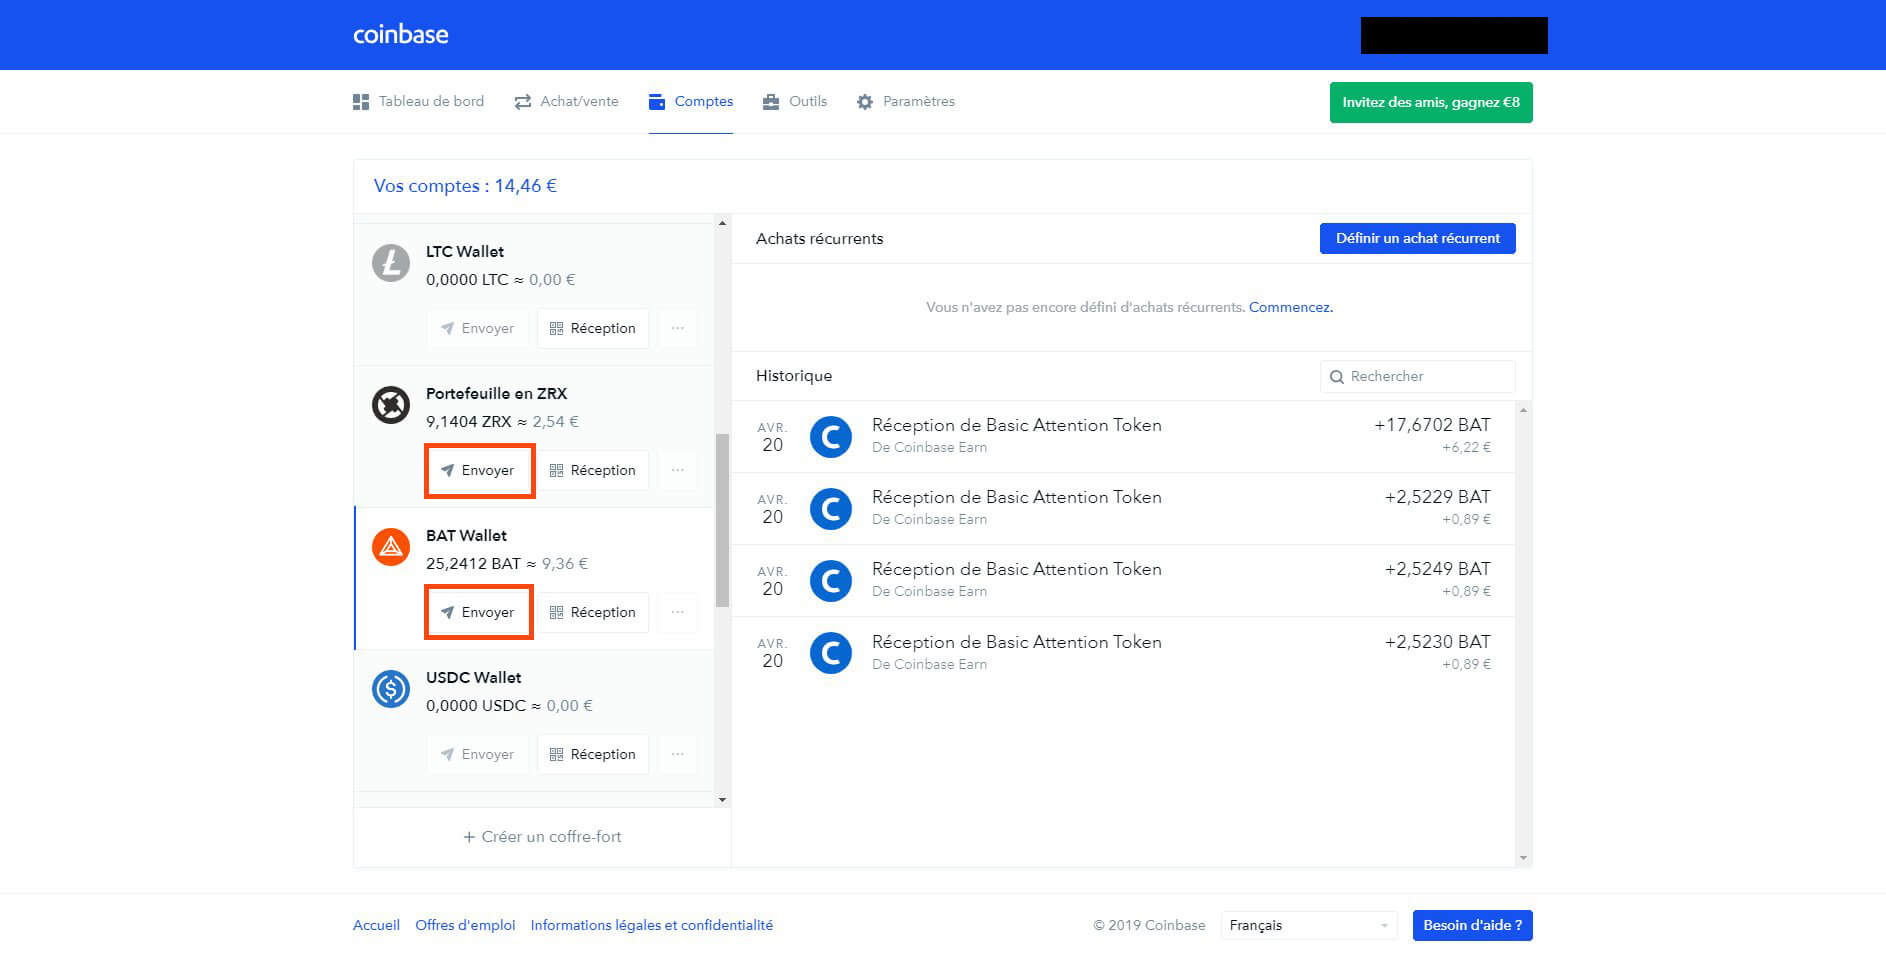 coinbase
Tableau de bord
Achat/vente
Comptes
Outils
Paramètres
Invitez des amis, gagnez €8
Vos comptes : 14,46 €
LTC Wallet
0,0000 LTC ≈ 0,00 €
Envoyer
Réception
Portefeuille en ZRX
9,1404 ZRX ≈ 2,54 €
Envoyer
Réception
BAT Wallet
25,2412 BAT ≈ 9,36 €
Envoyer
Réception
USDC Wallet
0,0000 USDC ≈ 0,00 €
Envoyer
Réception
+ Créer un coffre-fort
Achats récurrents
Définir un achat récurrent
Vous n'avez pas encore défini d'achats récurrents. Commencez.
Historique
Rechercher
AVR.
20
Réception de Basic Attention Token
De Coinbase Earn
+17,6702 BAT
+6,22 €
AVR.
20
Réception de Basic Attention Token
De Coinbase Earn
+2,5229 BAT
+0,89 €
AVR.
20
Réception de Basic Attention Token
De Coinbase Earn
+2,5249 BAT
+0,89 €
AVR.
20
Réception de Basic Attention Token
De Coinbase Earn
+2,5230 BAT
+0,89 €
Accueil
Offres d'emploi
Informations légales et confidentialité
© 2019 Coinbase
Français
Besoin d'aide ?